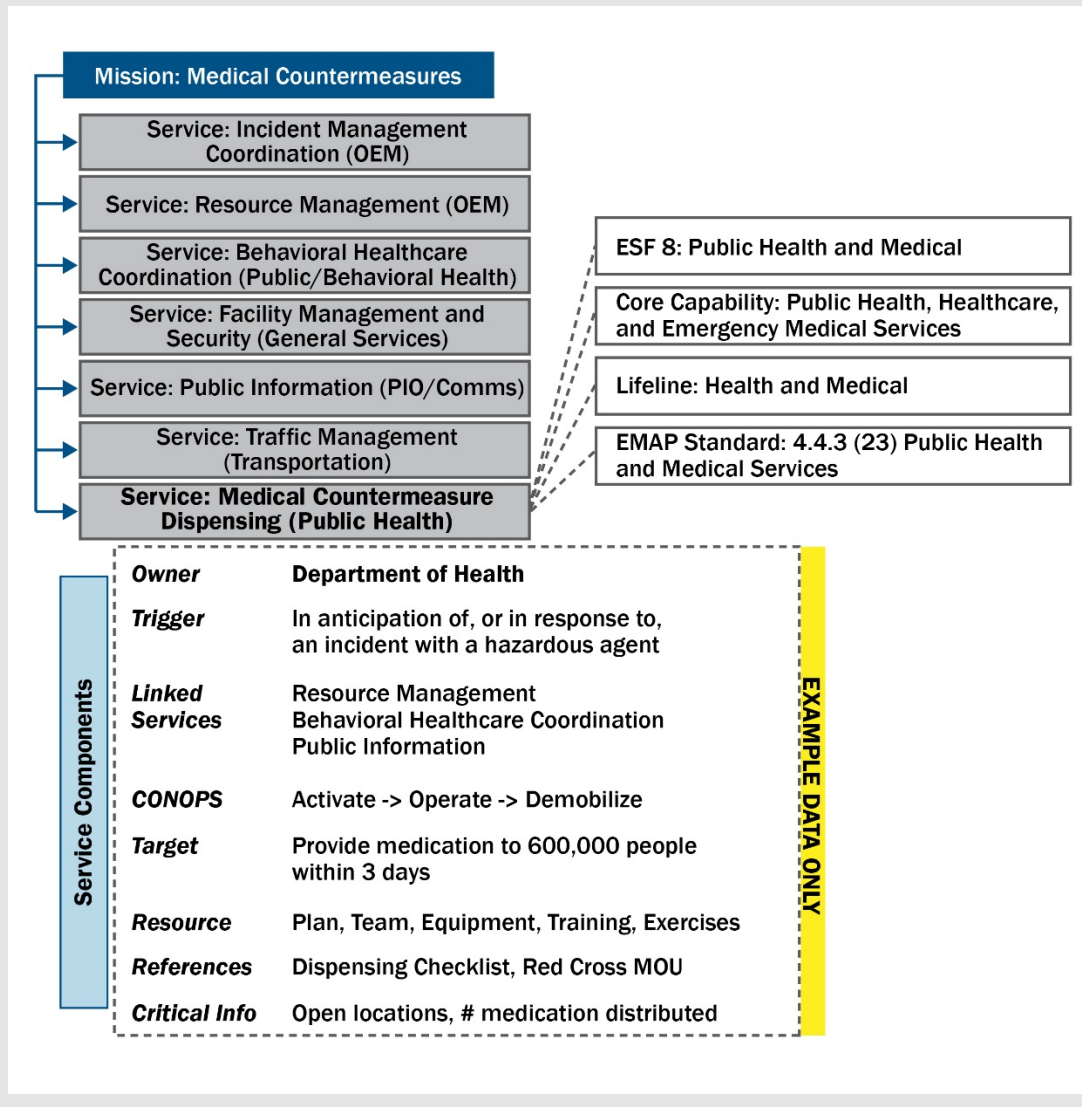 Mission: Medical Countermeasures
Service: Incident Management
Coordination (OEM)
Service: Resource Management (OEM)
Service: Behavioral Healthcare
Coordination (Public/Behavioral Health)
Service: Facility Management and
Security (General Services)
Service: Public Information (PIO/Comms)
Service: Traffic Management
(Transportation)
Service: Medical Countermeasure
Dispensing (Public Health)
ESF 8: Public Health and Medical
Core Capability: Public Health, Healthcare,
and Emergency Medical Services
Lifeline: Health and Medical
EMAP Standard: 4.4.3 (23) Public Health
and Medical Services
Service Components
Owner Department of Health
Trigger In anticipation of, or in response to,
an incident with a hazardous agent
Linked Resource Management
Services Behavioral Healthcare Coordination
Public Information
CONOPS Activate -> Operate -> Demobilize
Target Provide medication to 600,000 people
within 3 days
Resource Plan, Team, Equipment, Training, Exercises
References Dispensing Checklist, Red Cross MOU
Critical Info Open locations, # medication distributed
EXAMPLE DATA ONLY